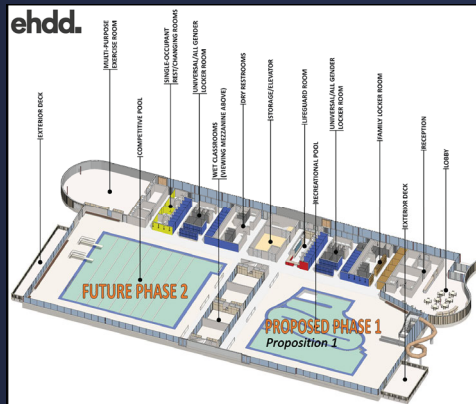 ehdd.
EXTERIOR DECK
MULTI-PURPOSE
EXERCISE ROOM
COMPETITIVE POOL
SINGLE-OCCUPANT
REST/CHANGING ROOMS
UNIVERSAL/ALL GENDER
LOCKER ROOM
WET CLASSROOMS
(VIEWING MEZZANINE ABOVE)
DRY RESTROOMS
STORAGE/ELEVATOR
LIFEGUARD ROOM
RECREATIONAL POOL
UNIVERSAL/ALL GENDER
LOCKER ROOM
FAMILY LOCKER ROOM
EXTERIOR DECK
RECEPTION
LOBBY
FUTURE PHASE 2
PROPOSED PHASE 1
Proposition 1